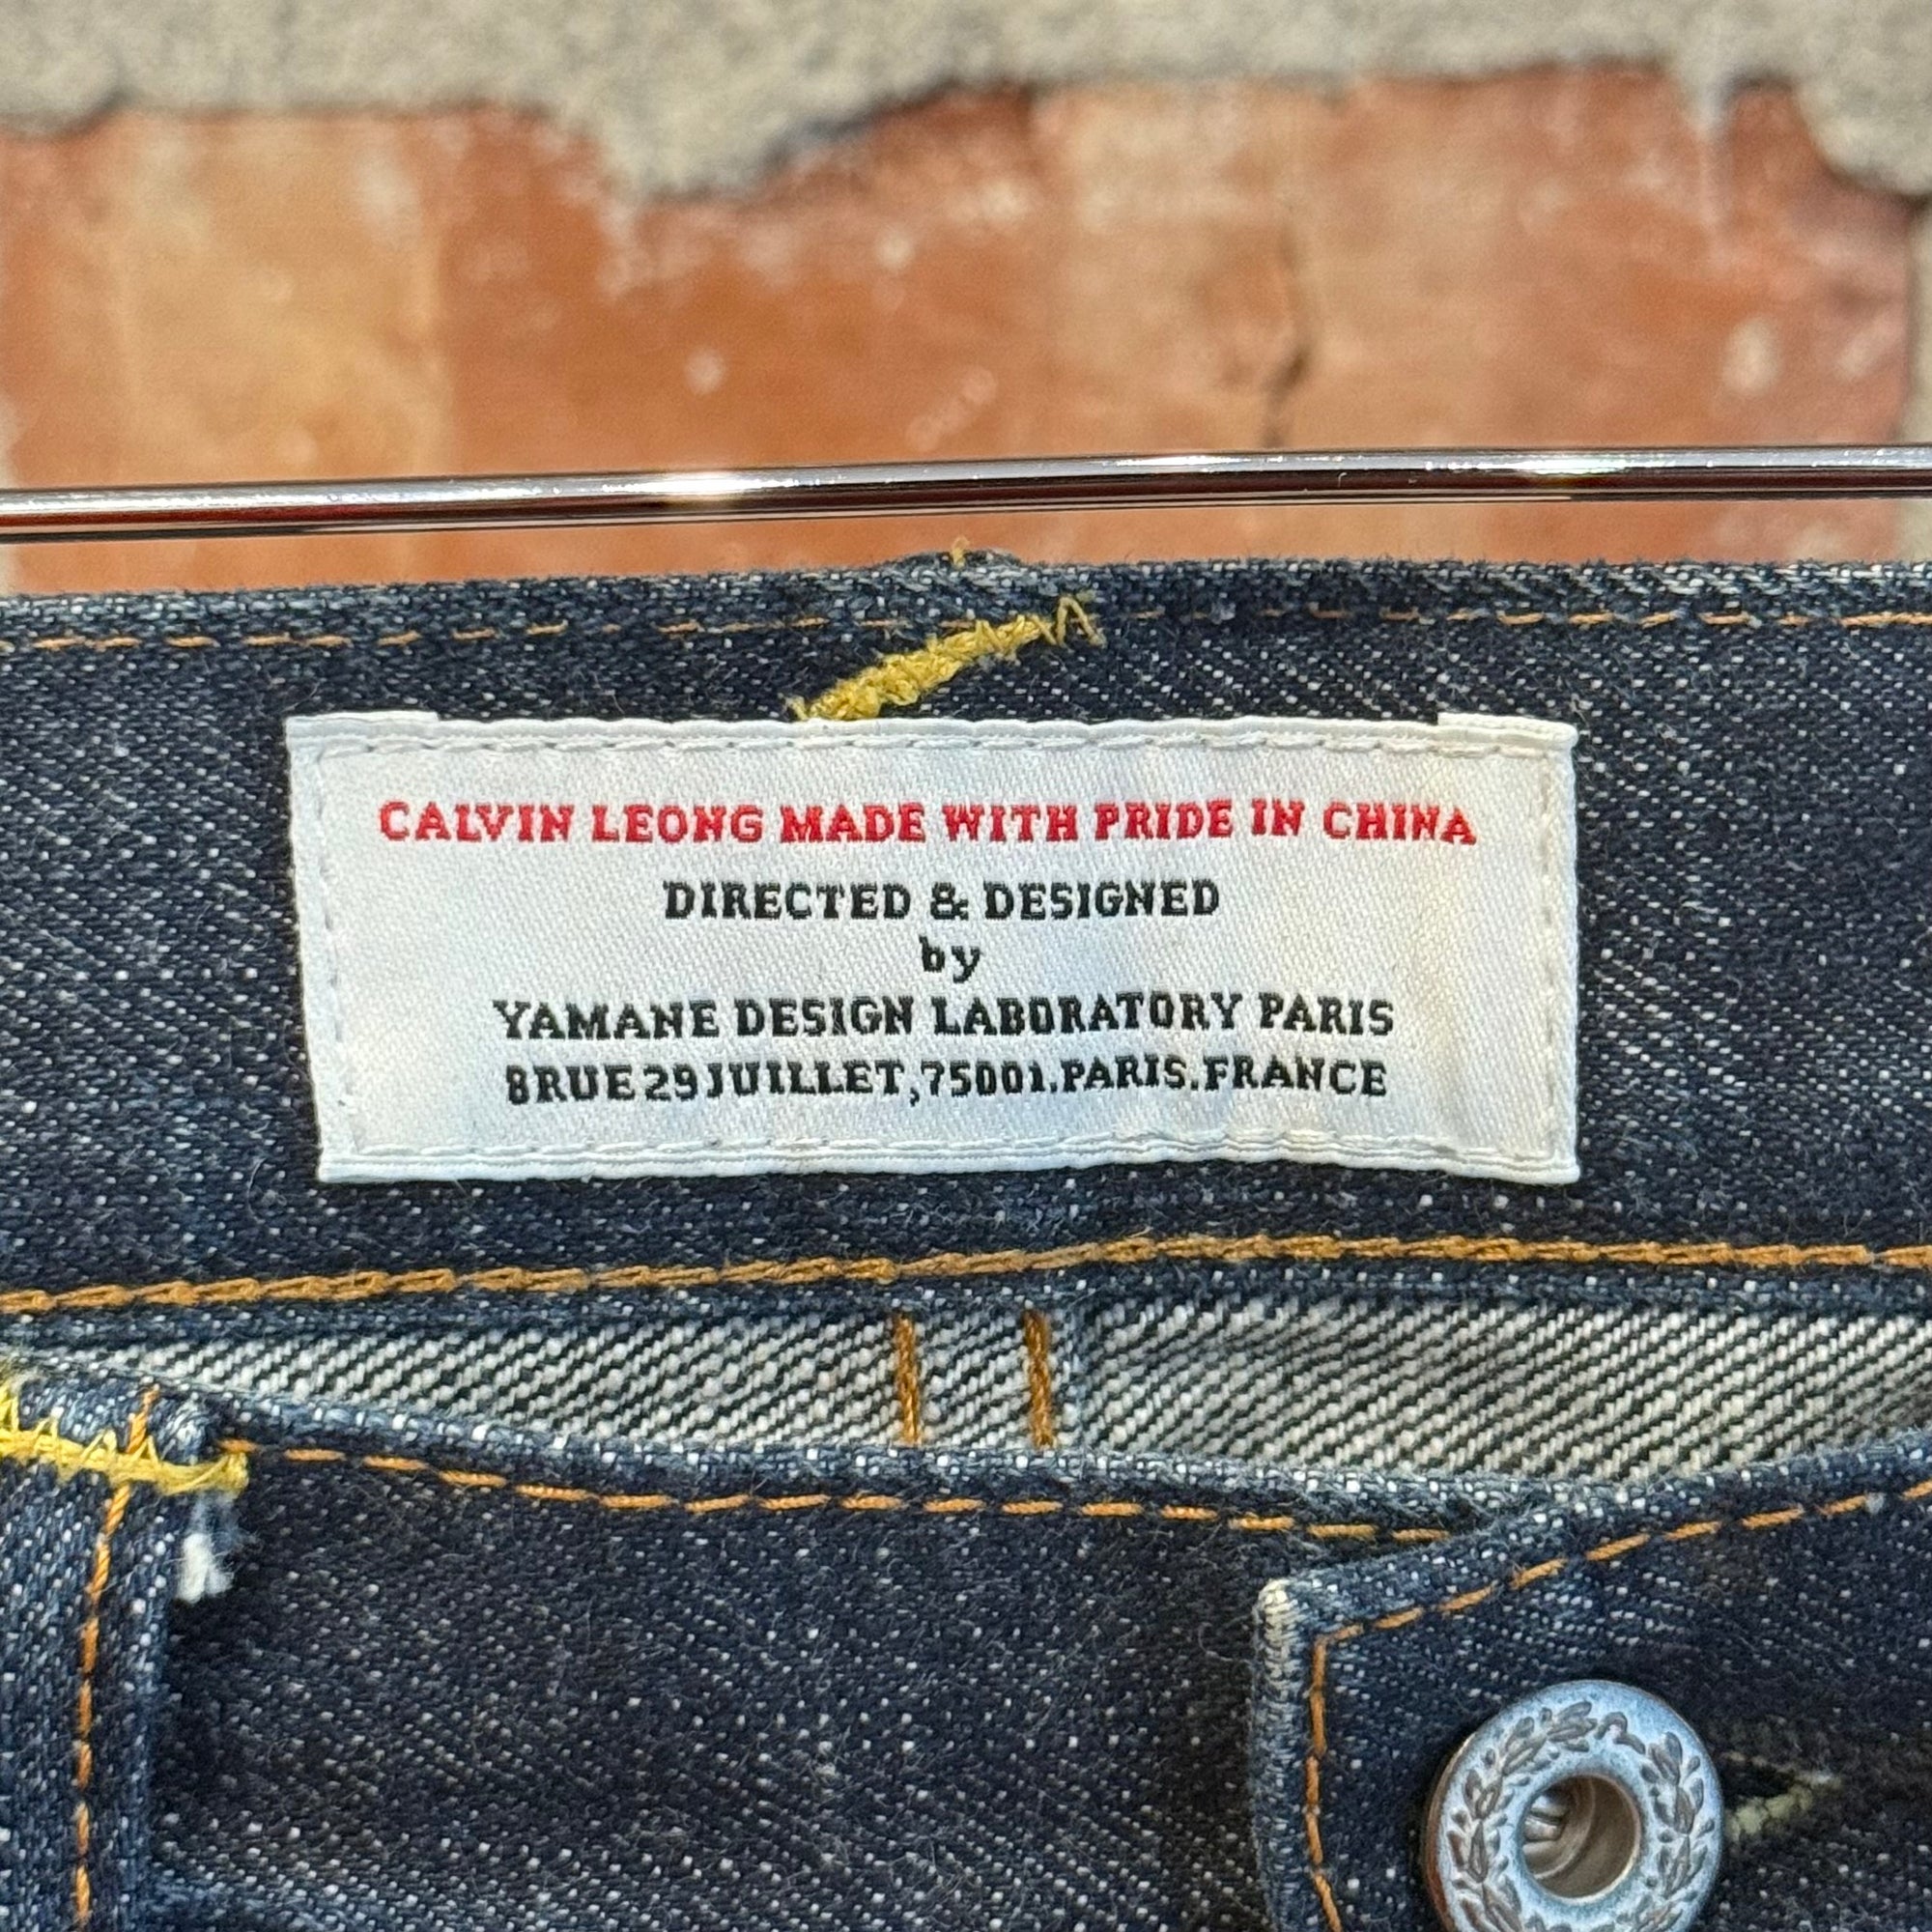 CALVIN LEONG MADE WITH PRIDE IN CHINA
DIRECTED & DESIGNED
by
YAMANE DESIGN LABORATORY PARIS
8RUE29JUILLET,75001.PARIS.FRANCE